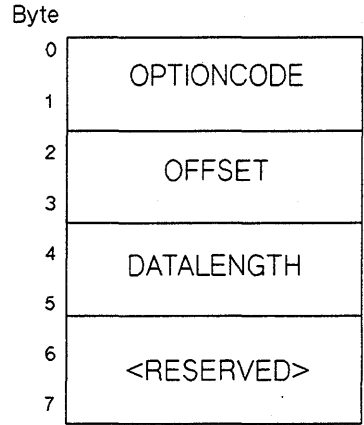 Byte
0
OPTIONCODE
1
2
OFFSET
3
4
DATALENGTH
5
6
<RESERVED>
7